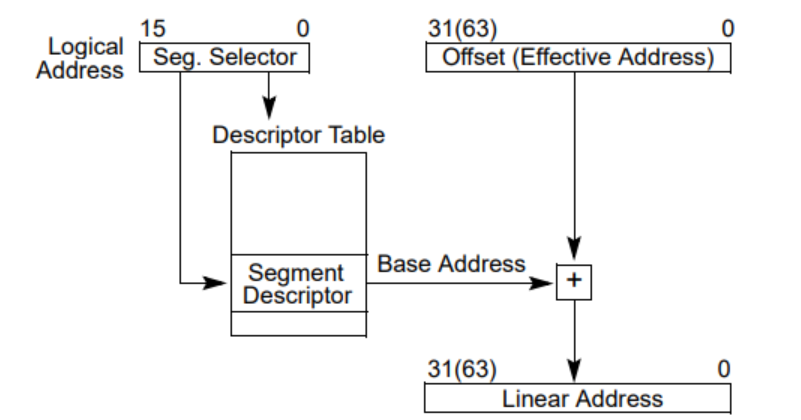 15 0
31(63) 0
Logical
Address
Seg. Selector
Offset (Effective Address)
Descriptor Table
Segment
Descriptor
Base Address
+
31(63) 0
Linear Address